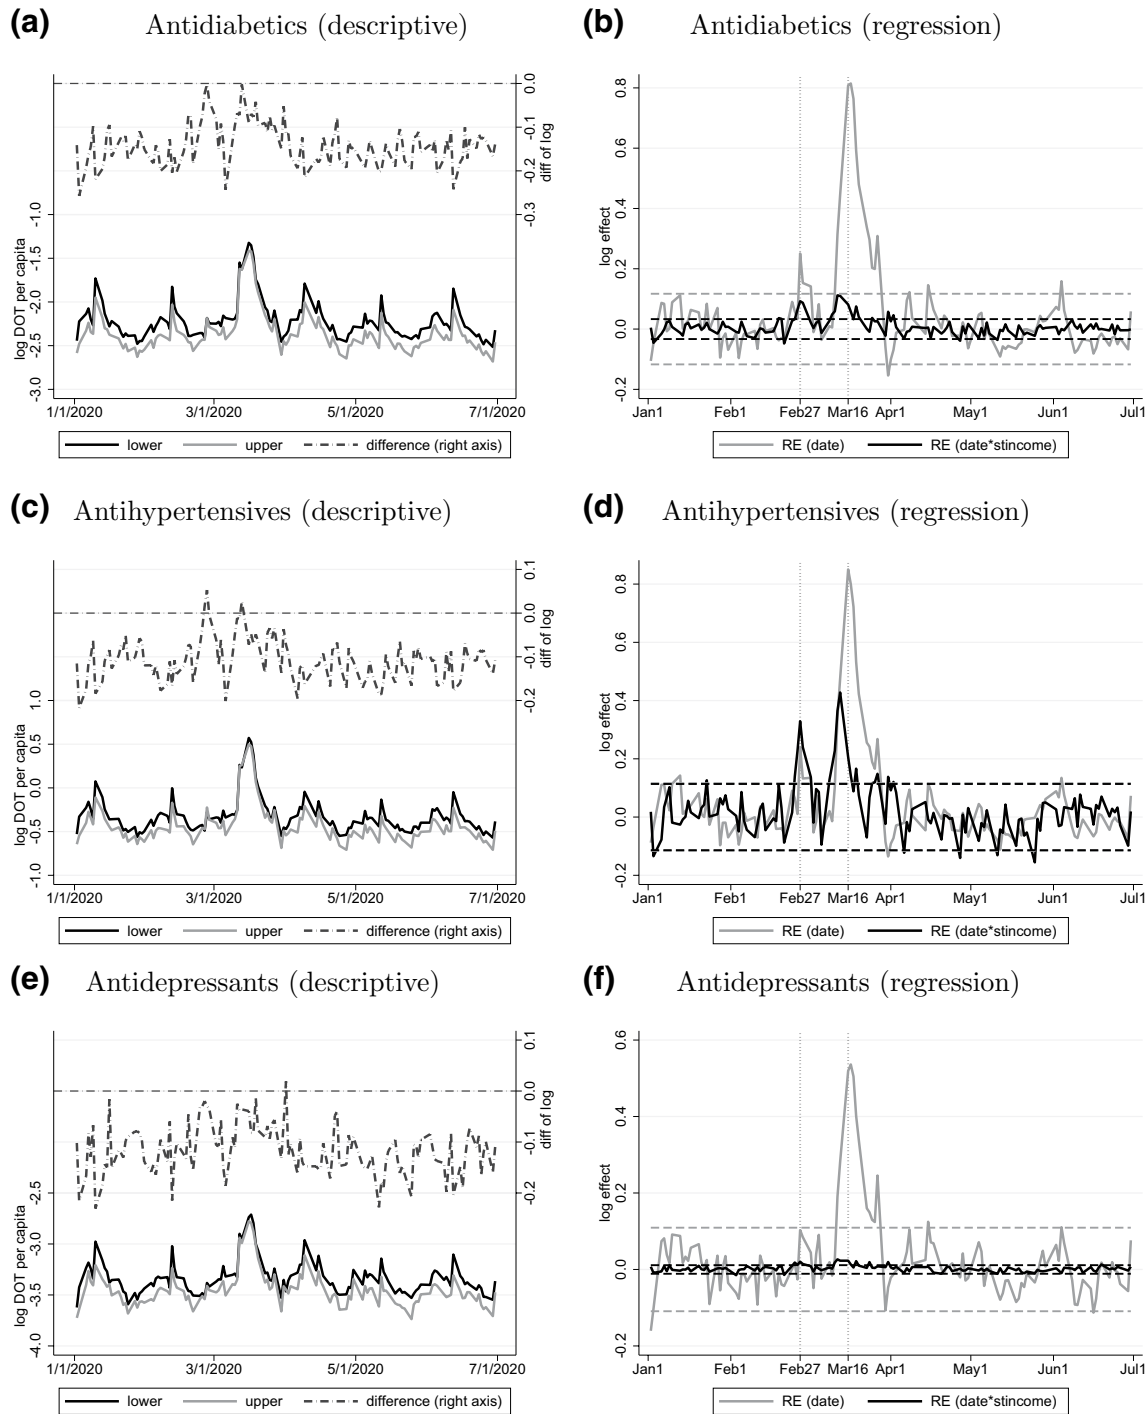 (a) Antidiabetics (descriptive)
log DOT per capita
-3.0 -2.5 -2.0 -1.5 -1.0
diff of log
-0.3 -0.2 -0.1 0.0
1/1/2020 3/1/2020 5/1/2020 7/1/2020
lower upper difference (right axis)
(b) Antidiabetics (regression)
log effect
-0.2 0.0 0.2 0.4 0.6 0.8
Jan1 Feb1 Feb27 Mar16 Apr1 May1 Jun1 Jul1
RE (date) RE (date*stincome)
(c) Antihypertensives (descriptive)
log DOT per capita
-1.0 -0.5 0.0 0.5 1.0
diff of log
-0.2 -0.1 0.0 0.1
1/1/2020 3/1/2020 5/1/2020 7/1/2020
lower upper difference (right axis)
(d) Antihypertensives (regression)
log effect
-0.2 0.0 0.2 0.4 0.6 0.8
Jan1 Feb1 Feb27 Mar16 Apr1 May1 Jun1 Jul1
RE (date) RE (date*stincome)
(e) Antidepressants (descriptive)
log DOT per capita
-4.0 -3.5 -3.0 -2.5
diff of log
-0.2 -0.1 0.0 0.1
1/1/2020 3/1/2020 5/1/2020 7/1/2020
lower upper difference (right axis)
(f) Antidepressants (regression)
log effect
-0.2 0.0 0.2 0.4 0.6
Jan1 Feb1 Feb27 Mar16 Apr1 May1 Jun1 Jul1
RE (date) RE (date*stincome)